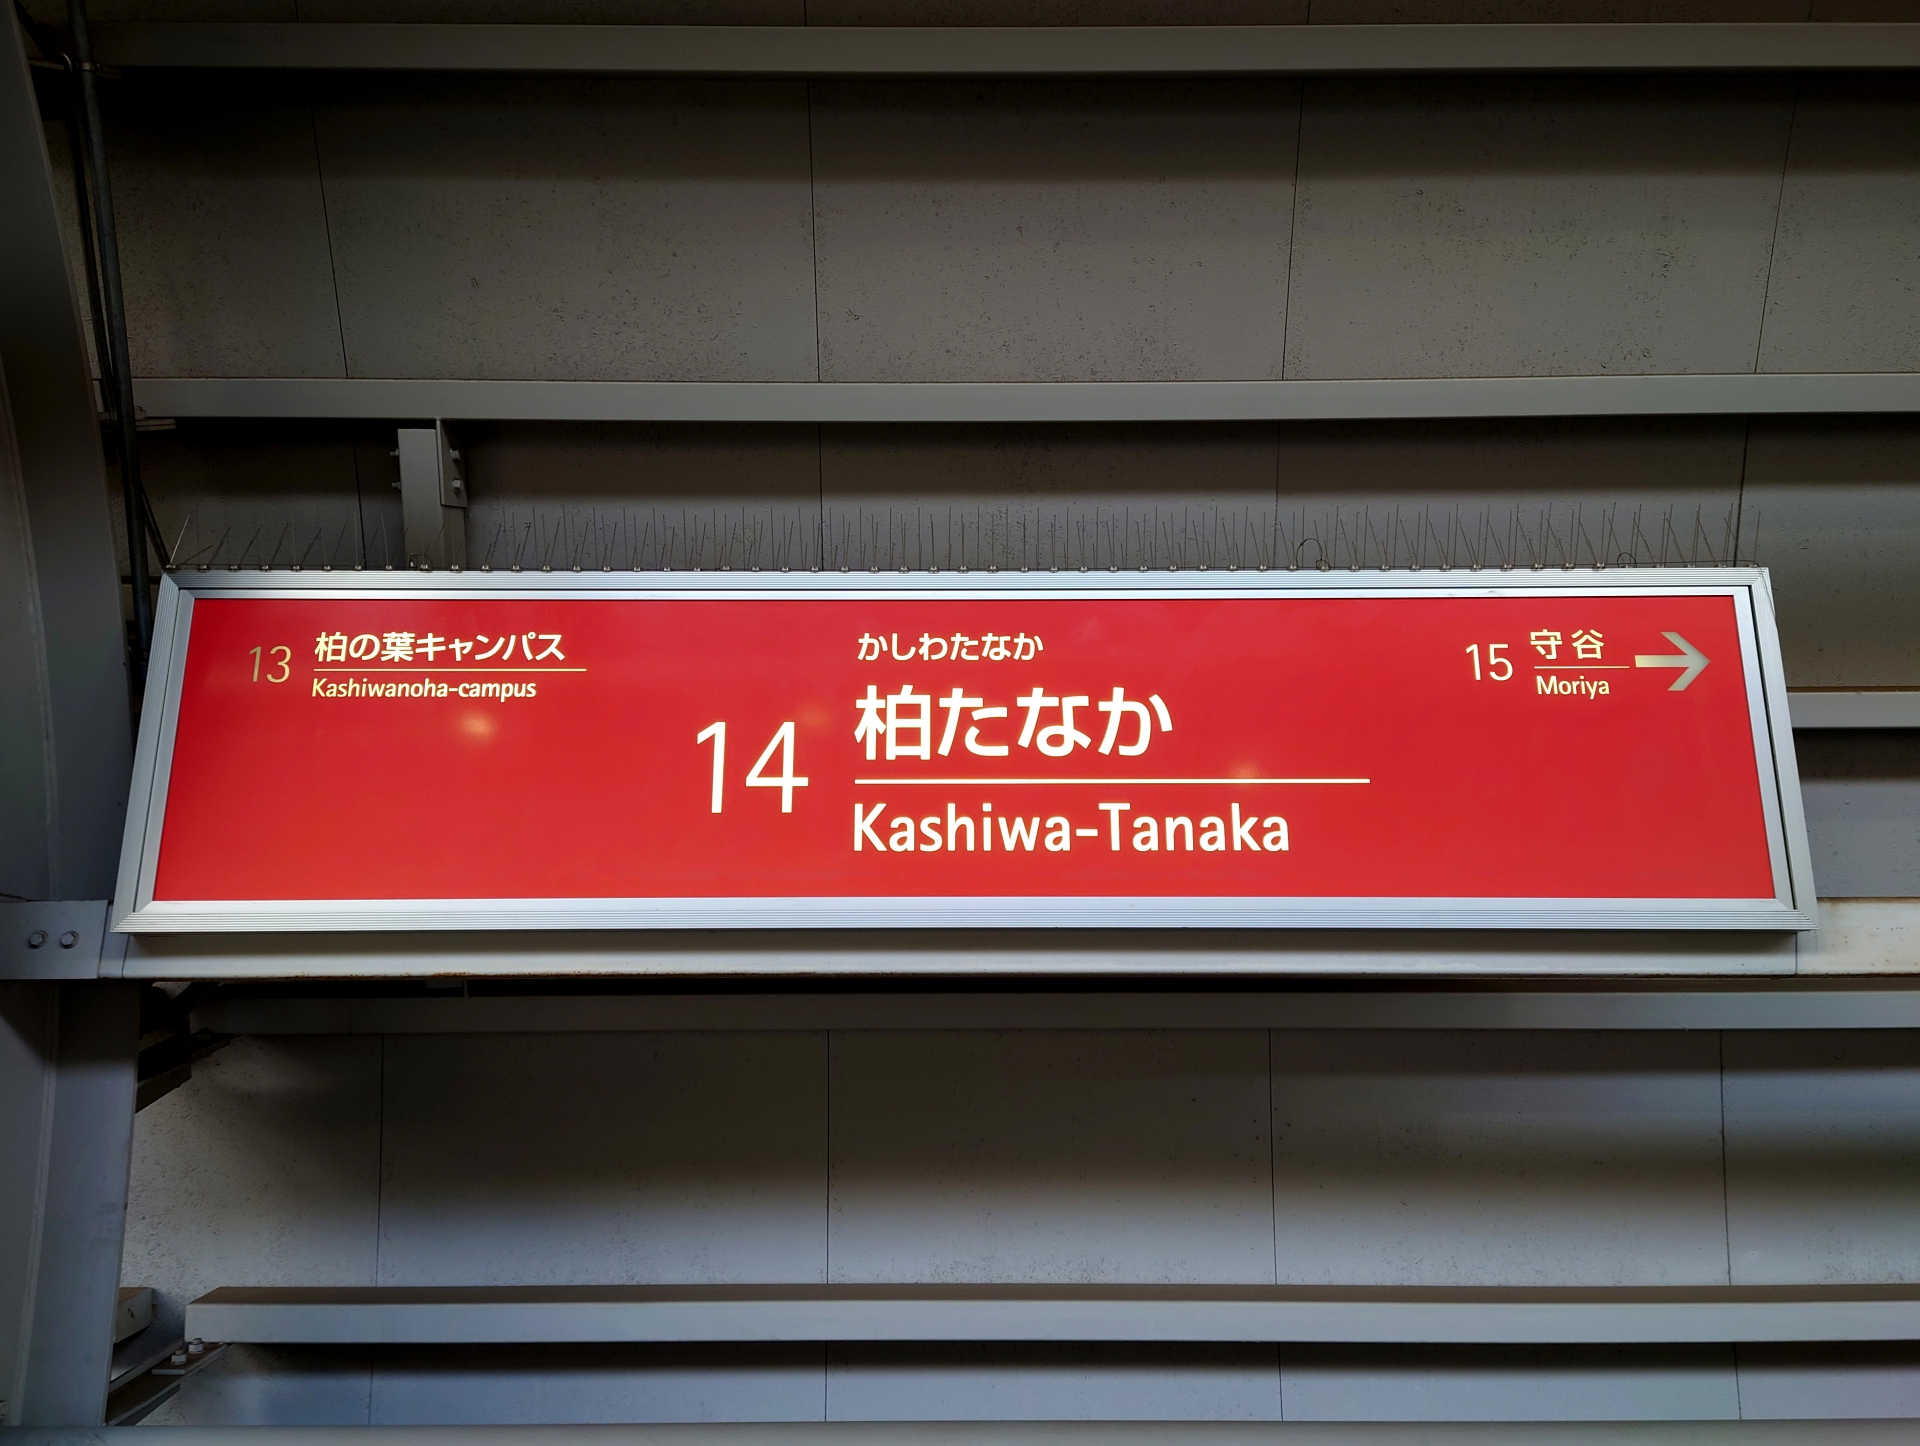 13 柏の葉キャンパス
Kashiwanoha-campus
かしわたなか
14 柏たなか
Kashiwa-Tanaka
15 守谷 →
Moriya